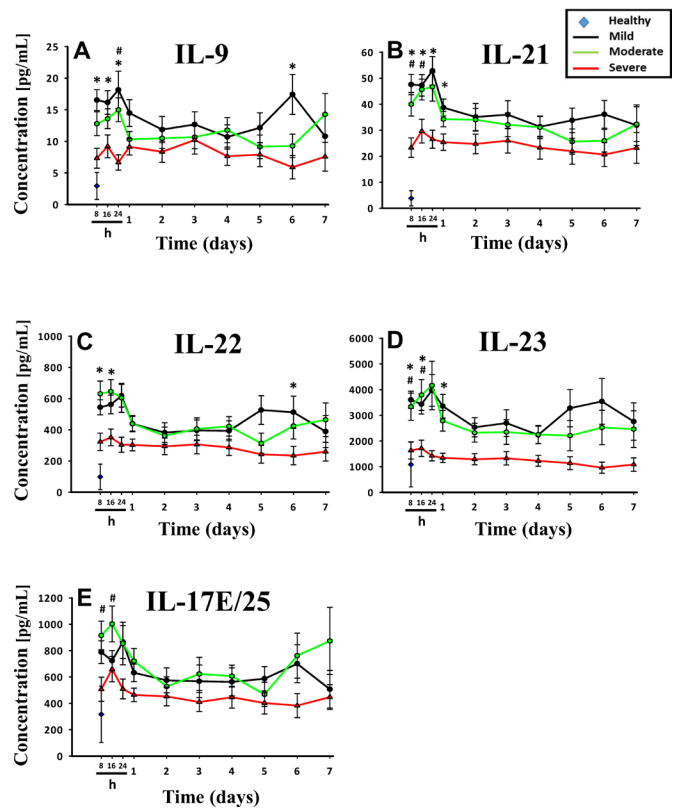 Healthy
Mild
Moderate
Severe
A
IL-9
Concentration [pg/mL]
25
20
15
10
5
0
* * # *
*
8 16 24 1 2 3 4 5 6 7
h
Time (days)
B
IL-21
60
50
40
30
20
10
0
* * * *
# #
8 16 24 1 2 3 4 5 6 7
h
Time (days)
C
IL-22
Concentration [pg/mL]
1000
800
600
400
200
0
* * *
8 16 24 1 2 3 4 5 6 7
h
Time (days)
D
IL-23
6000
5000
4000
3000
2000
1000
0
* * *
# #
8 16 24 1 2 3 4 5 6 7
h
Time (days)
E
IL-17E/25
Concentration [pg/mL]
1200
1000
800
600
400
200
0
# #
8 16 24 1 2 3 4 5 6 7
h
Time (days)